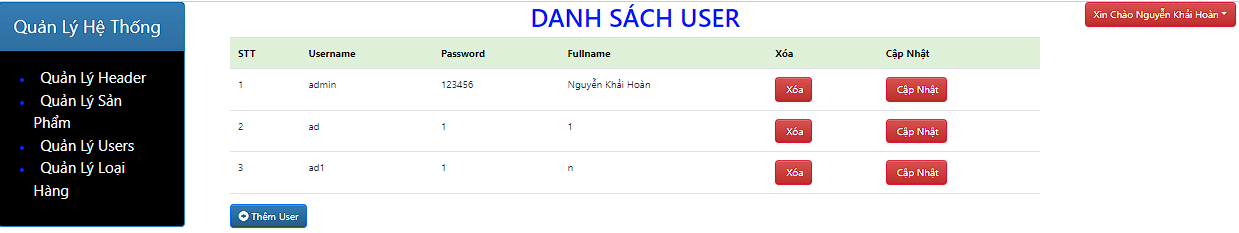 Quản Lý Hệ Thống
Quản Lý Header
Quản Lý Sản
Phẩm
Quản Lý Users
Quản Lý Loại
Hàng
DANH SÁCH USER
Xin Chào Nguyễn Khải Hoàn
STT Username Password Fullname Xóa Cập Nhật
1 admin 123456 Nguyễn Khải Hoàn Xóa Cập Nhật
2 ad 1 1 Xóa Cập Nhật
3 ad1 1 n Xóa Cập Nhật
Thêm User